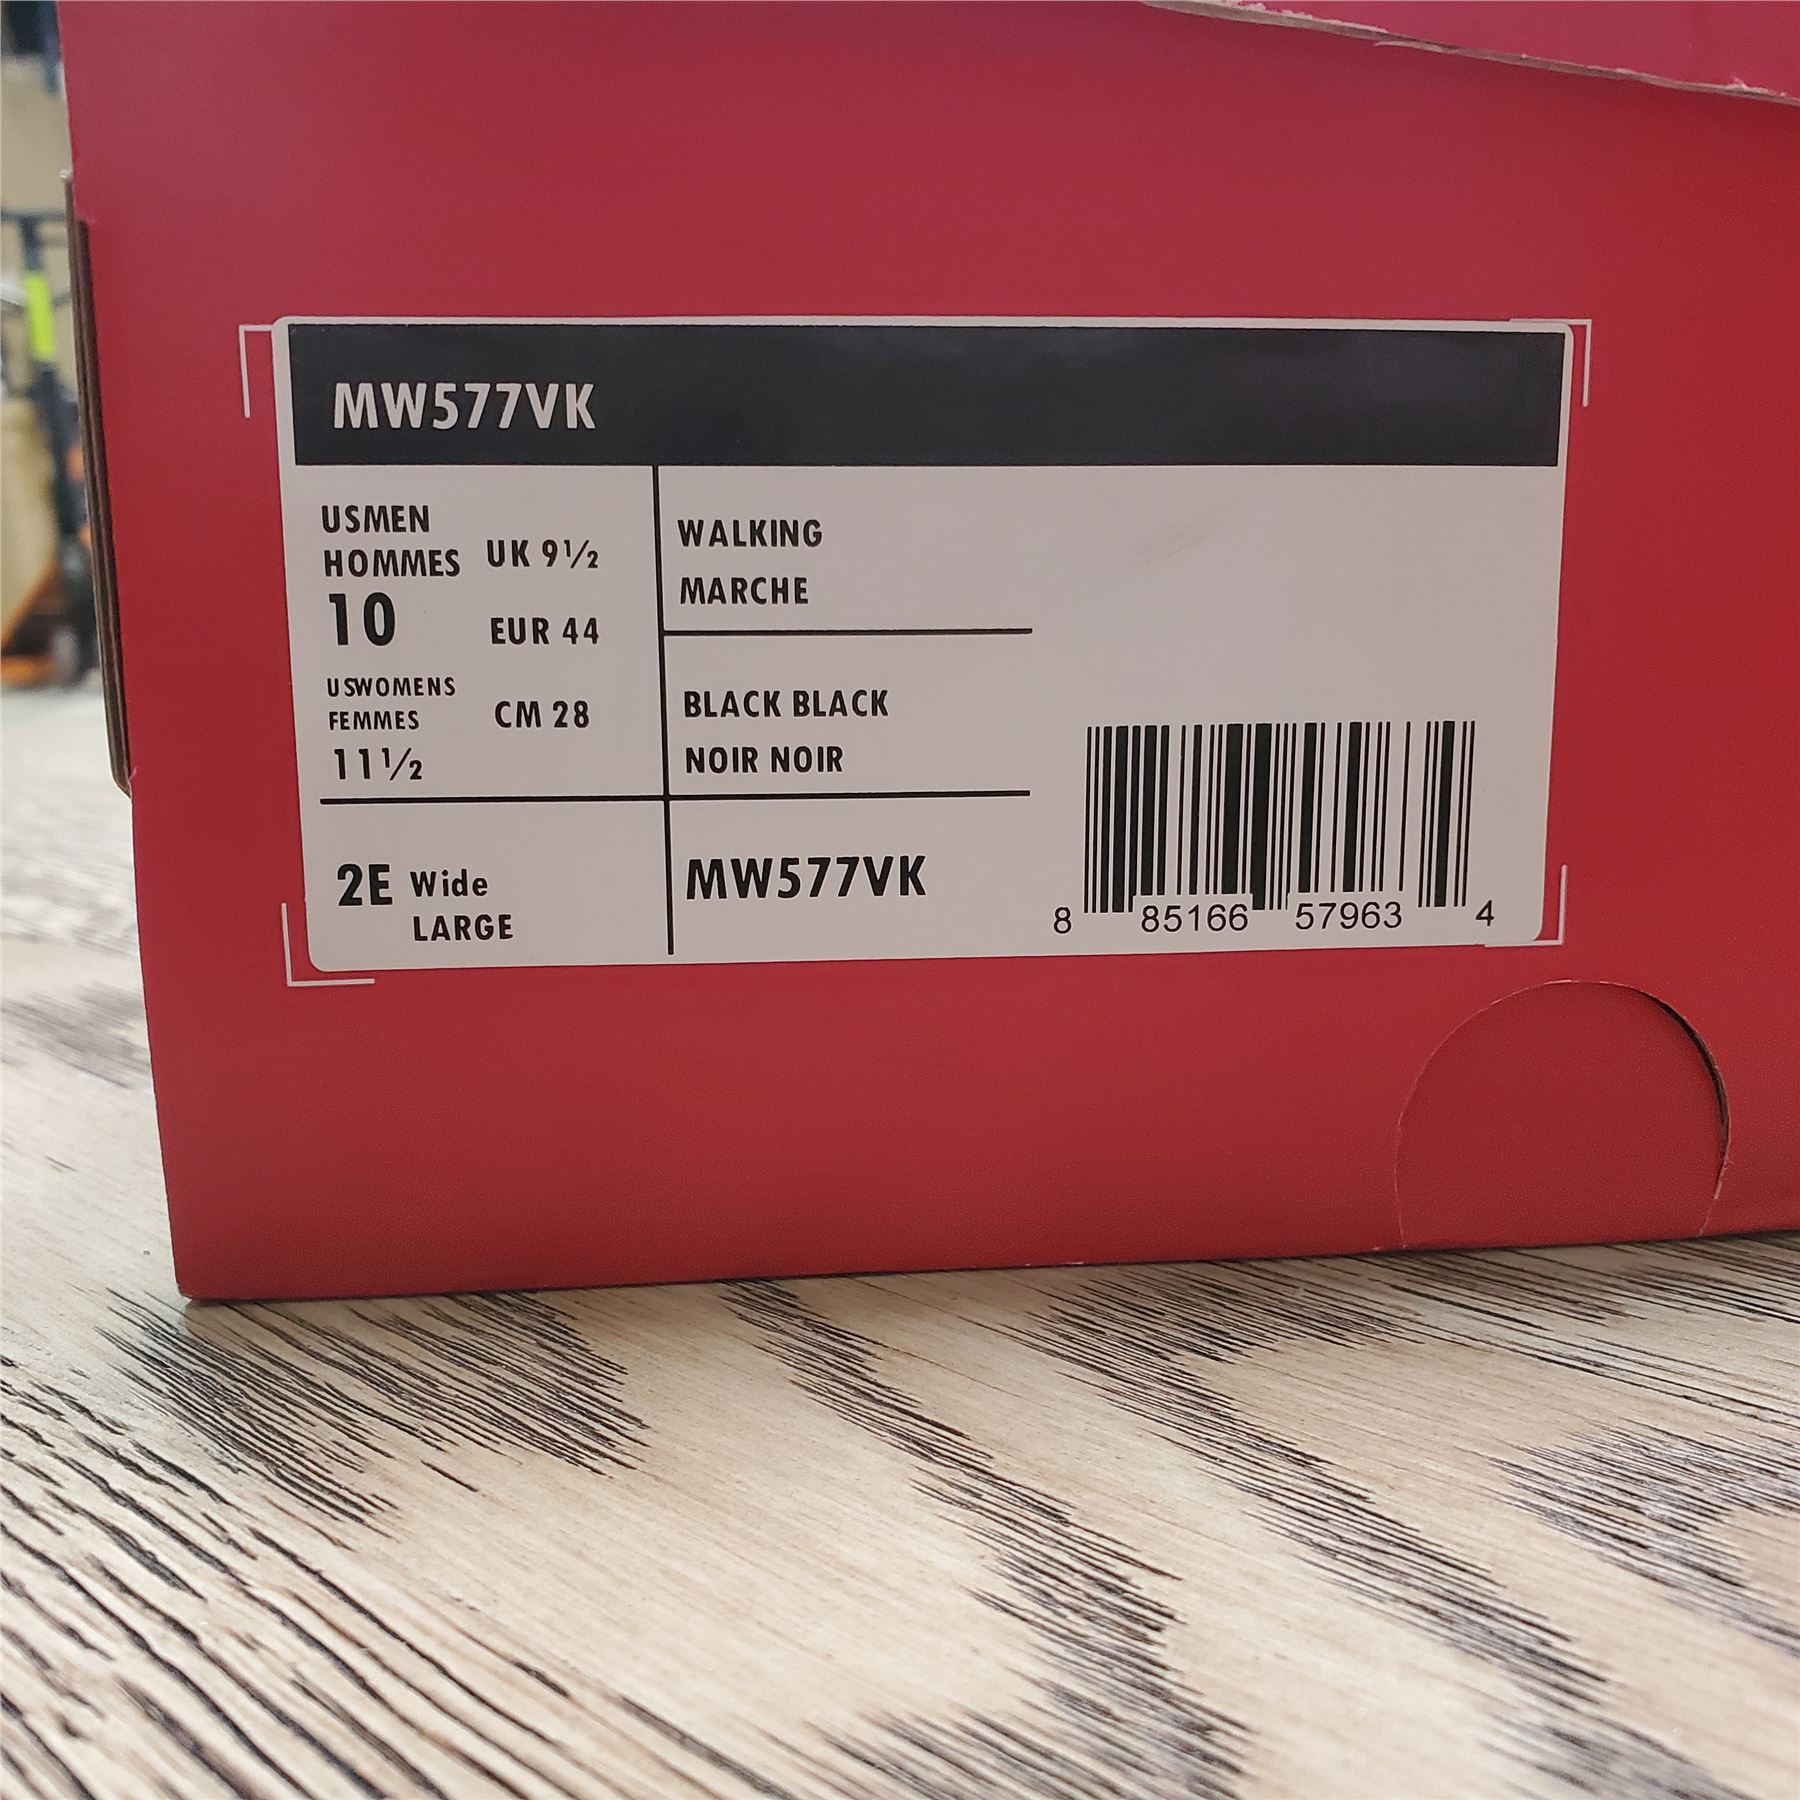 MW577VK
USMEN
HOMMES
10
USWOMENS
FEMMES
11½
UK 9½
EUR 44
CM 28
WALKING
MARCHE
BLACK BLACK
NOIR NOIR
2E Wide
LARGE
MW577VK
8 85166 57963 4